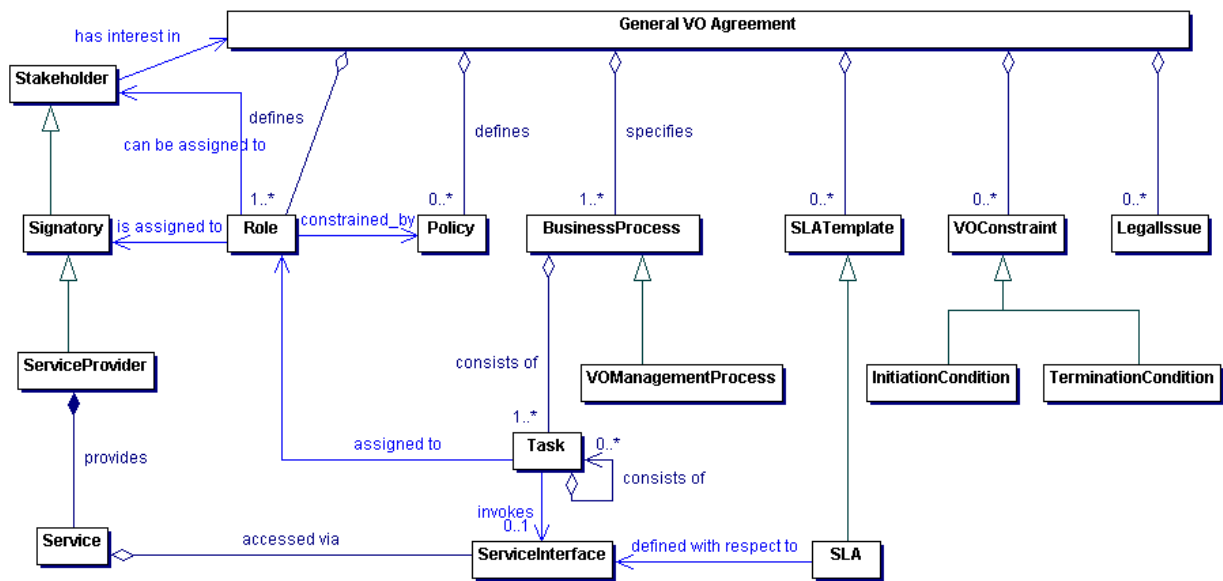 General VO Agreement
has interest in
Stakeholder
defines
defines
specifies
can be assigned to
1..*
0..*
1..*
0..*
0..*
0..*
Signatory
is assigned to
Role
constrained_by
Policy
BusinessProcess
SLATemplate
VOConstraint
LegalIssue
ServiceProvider
consists of
VOManagementProcess
InitiationCondition
TerminationCondition
1..*
assigned to
Task
0..*
provides
consists of
invokes
0..1
Service
accessed via
ServiceInterface
defined with respect to
SLA